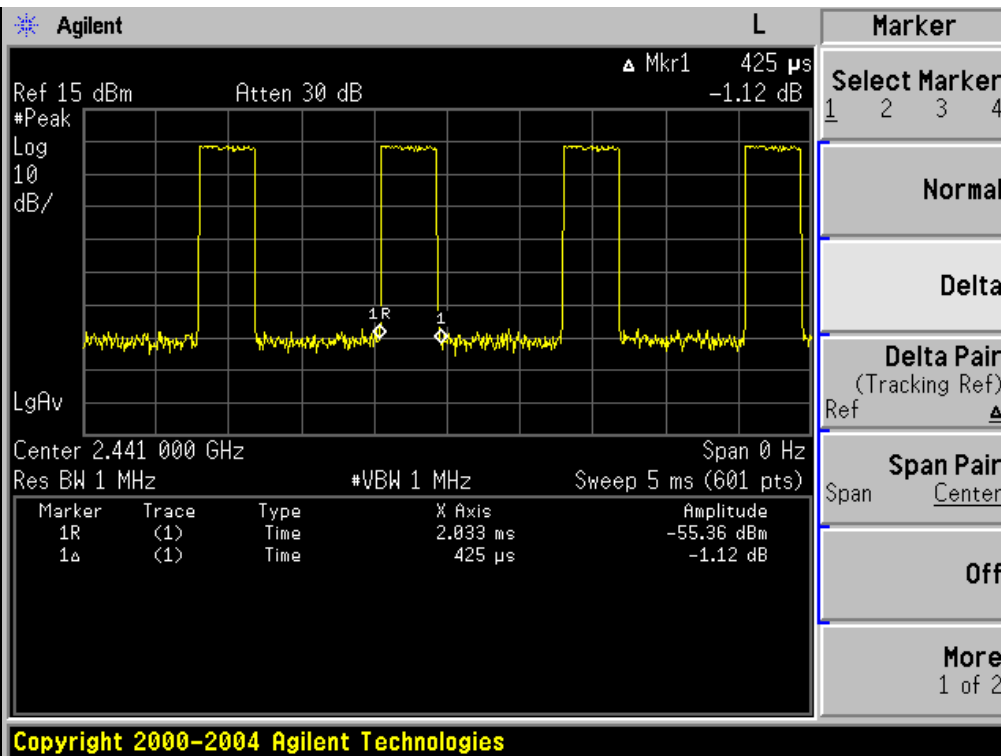 Agilent L Marker
Δ Mkr1 425 µs
Ref 15 dBm Atten 30 dB -1.12 dB
#Peak
Log
10
dB/
1R
1
LgAv
Center 2.441 000 GHz Span 0 Hz
Res BW 1 MHz #VBW 1 MHz Sweep 5 ms (601 pts)
Marker Trace Type X Axis Amplitude
1R (1) Time 2.033 ms -55.36 dBm
1Δ (1) Time 425 µs -1.12 dB
Select Marker
1 2 3 4
Normal
Delta
Delta Pair
(Tracking Ref)
Ref Δ
Span Pair
Span Center
Off
More
1 of 2
Copyright 2000-2004 Agilent Technologies